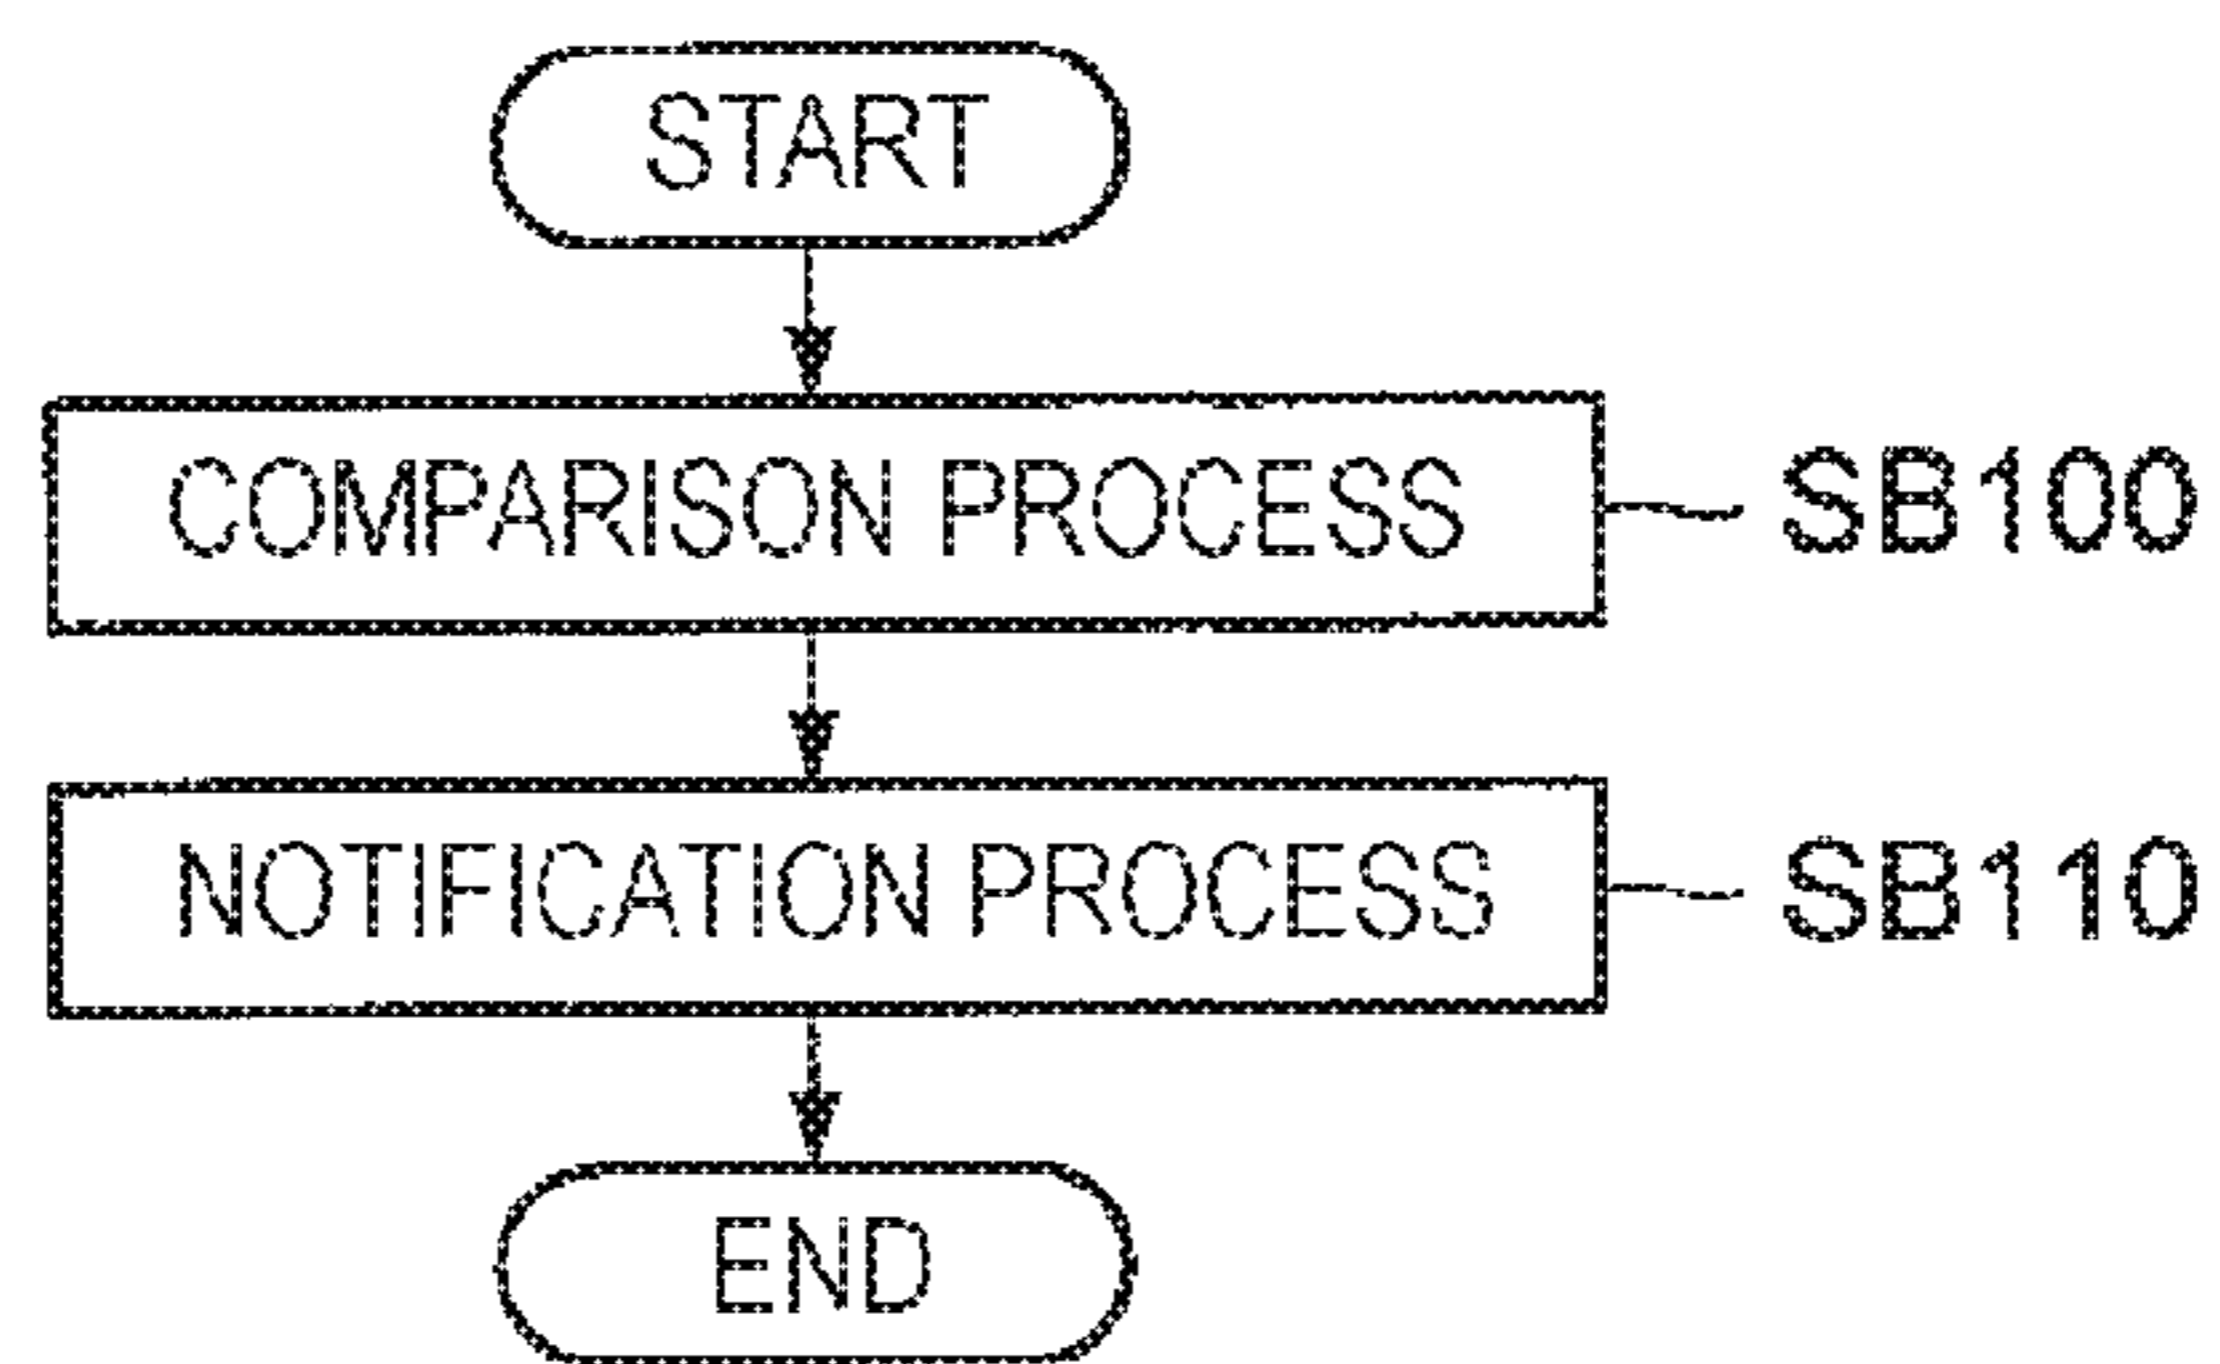 START
COMPARISON PROCESS SB100
NOTIFICATION PROCESS SB110
END